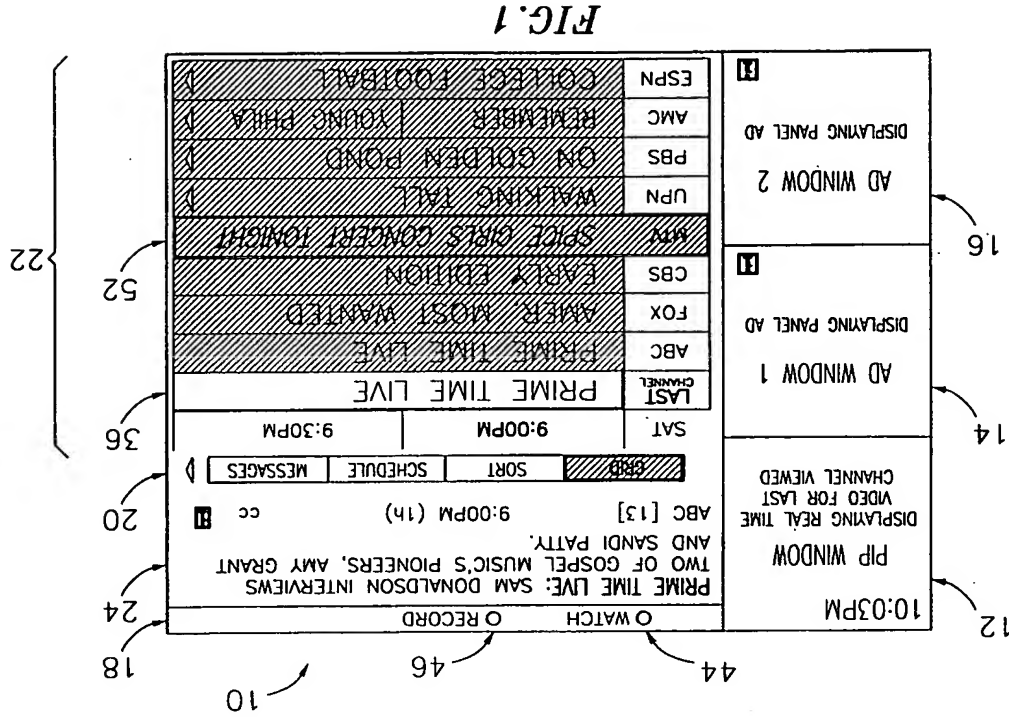 10
44
46
18
O WATCH O RECORD
10:03PM
12
PIP WINDOW
DISPLAYING REAL TIME
VIDEO FOR LAST
CHANNEL VIEWED
PRIME TIME LIVE: SAM DONALDSON INTERVIEWS
TWO OF GOSPEL MUSIC'S PIONEERS, AMY GRANT
AND SANDI PATTY.
24
ABC [13] 9:00PM (1h) cc
20
GRID SORT SCHEDULE MESSAGES
SAT 9:00PM 9:30PM
14
AD WINDOW 1
DISPLAYING PANEL AD
LAST
CHANNEL
PRIME TIME LIVE
36
ABC PRIME TIME LIVE
FOX AMER MOST WANTED
CBS EARLY EDITION
MTV SPICE GIRLS CONCERT TONIGHT
52
22
16
AD WINDOW 2
DISPLAYING PANEL AD
UPN WALKING TALL
PBS ON GOLDEN POND
AMC REMEMBER YOUNG PHILA
ESPN COLLEGE FOOTBALL
FIG. 1